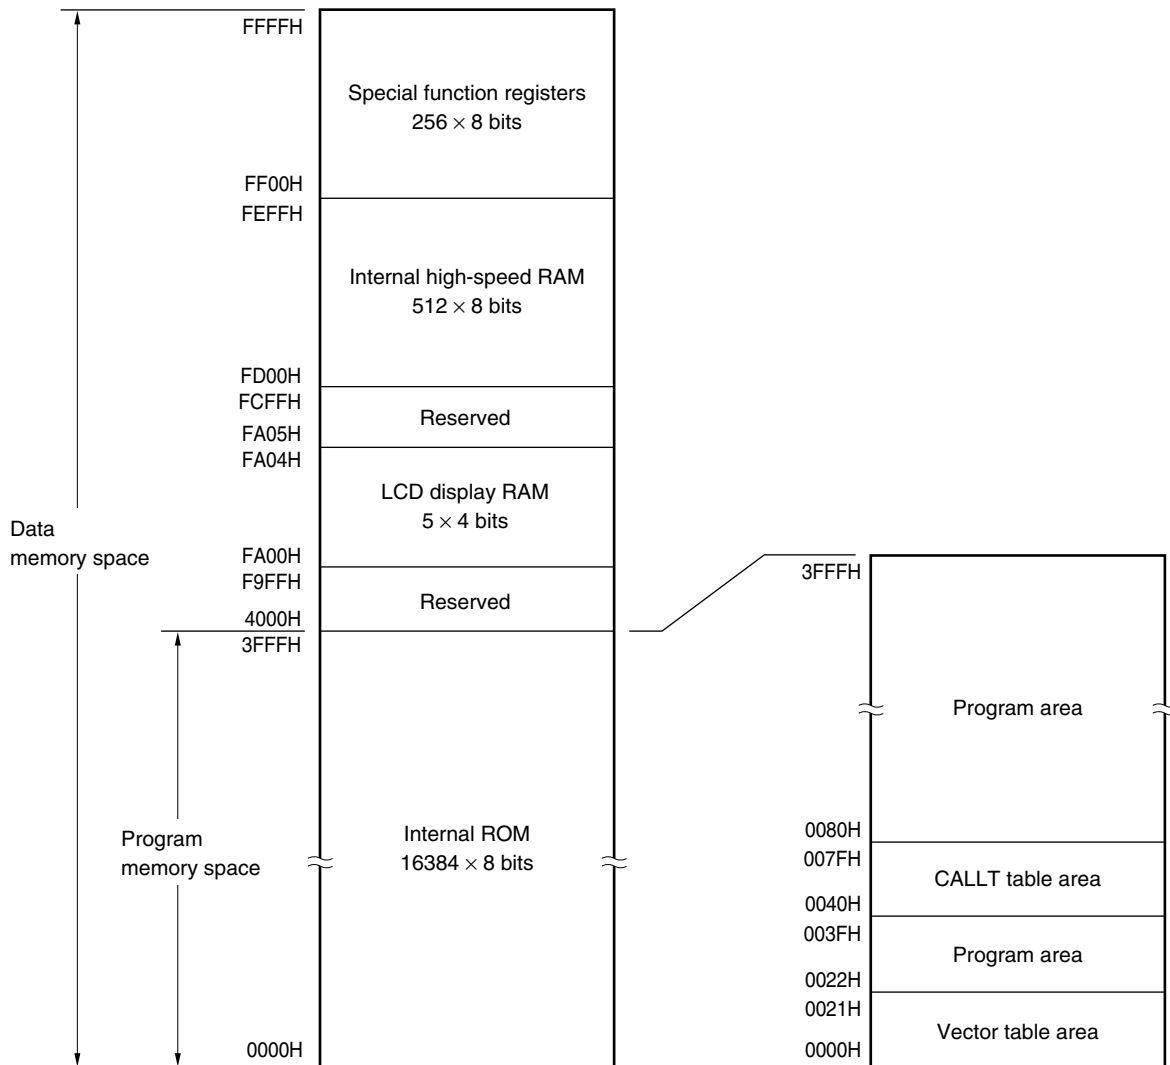 FFFFH
Special function registers
256 × 8 bits
FF00H
FEFFH
Internal high-speed RAM
512 × 8 bits
FD00H
FCFFH
Reserved
FA05H
FA04H
LCD display RAM
5 × 4 bits
Data
memory space
FA00H
F9FFH
Reserved
4000H
3FFFH
Program
memory space
Internal ROM
16384 × 8 bits
0000H
3FFFH
Program area
0080H
007FH
CALLT table area
0040H
003FH
Program area
0022H
0021H
Vector table area
0000H